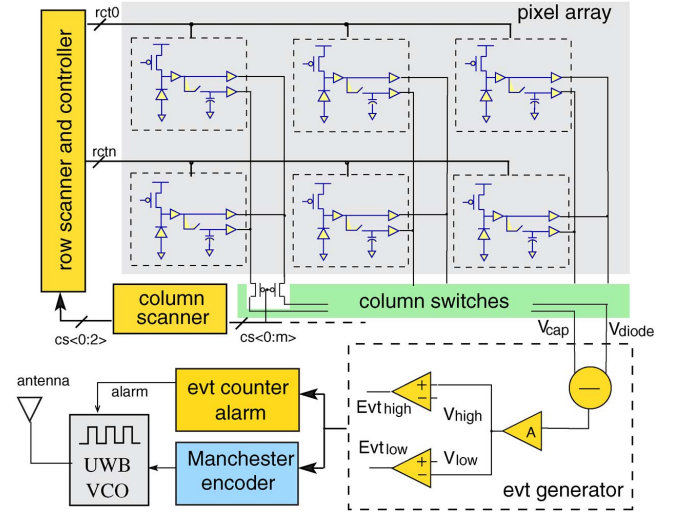 rct0
pixel array
row scanner and controller
rctn
column
scanner
column switches
cs<0:2>
cs<0:m>
Vcap
Vdiode
antenna
alarm
evt counter
alarm
Evthigh
+
−
Vhigh
—
A
UWB
VCO
Manchester
encoder
Evtlow
+
−
Vlow
evt generator